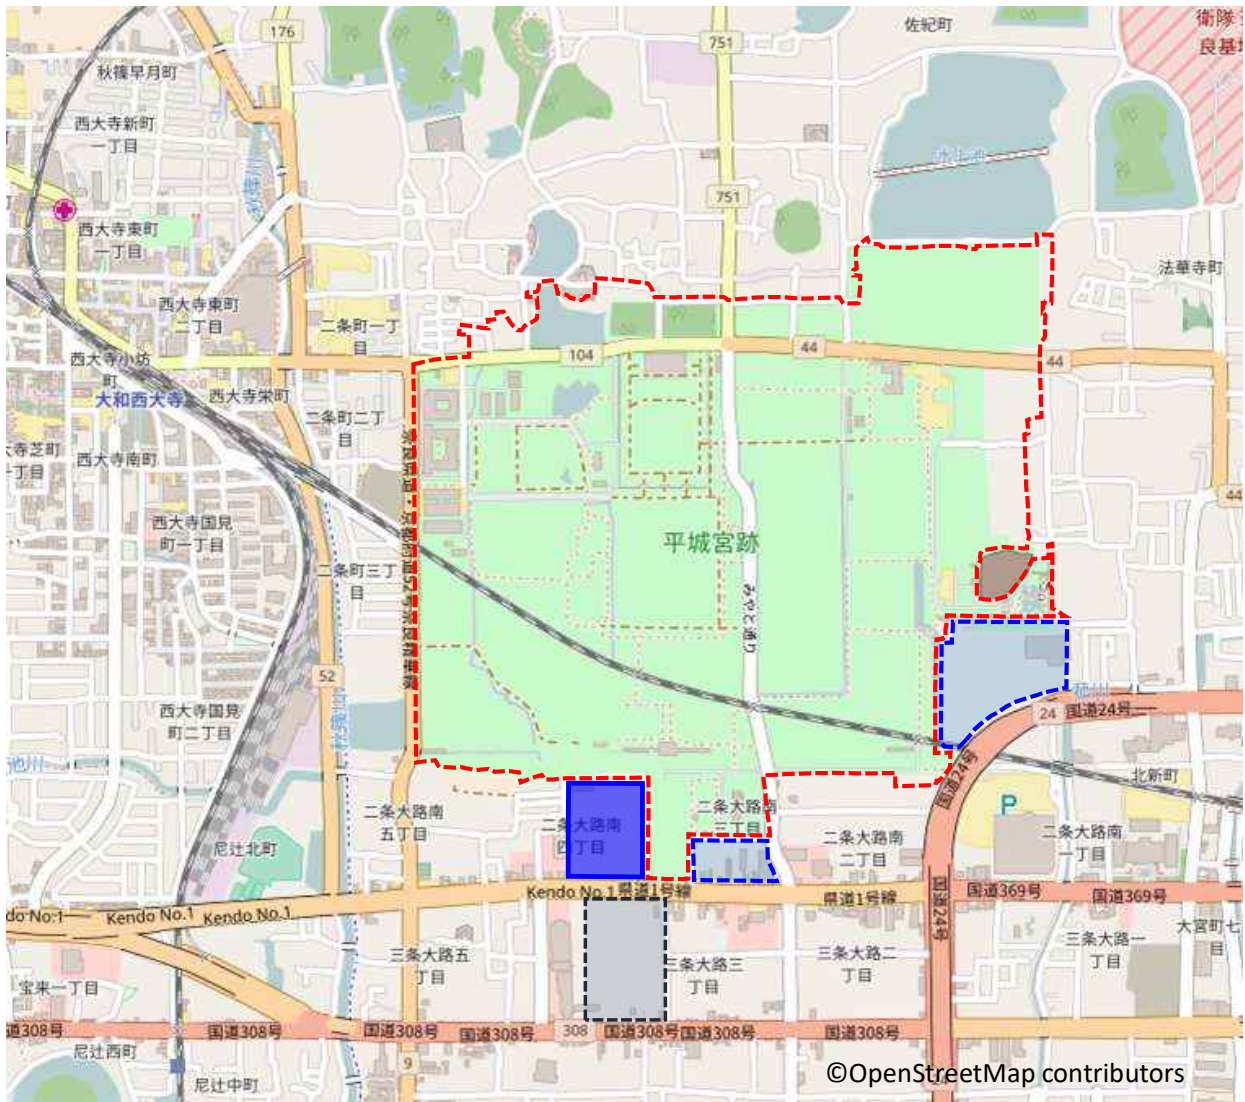 佐紀町
衛隊
良基
176
751
秋篠早月町
西大寺新町
一丁目
水上池
秋篠川
751
西大寺東町
一丁目
法華寺町
西大寺東町
二丁目
二条町一丁
目
西大寺小坊
町
104
44
44
大和西大寺
西大寺栄町
二条町二丁
目
大寺芝町
丁目
西大寺南町
44
西大寺国見
町一丁目
平城宮跡
二条町三丁
目
みやと通り
52
西大寺国見
町二丁目
24
国道24号
北新町
国道24号
P
二条大路南
五丁目
二条大路南
四丁目
二条大路南
三丁目
二条大路南
二丁目
二条大路南
一丁目
尼辻北町
Kendo No.1
県道1号線
県道1号線
国道369号
国道369号
do No.1
Kendo No.1
Kendo No.1
国道24号
大宮町七
目
三条大路五
丁目
三条大路三
丁目
三条大路二
丁目
三条大路一
丁目
宝来一丁目
道308号
国道308号
国道308号
国道308号
308
国道308号
国道308号
国道308号
尼辻西町
9
尼辻中町
©OpenStreetMap contributors